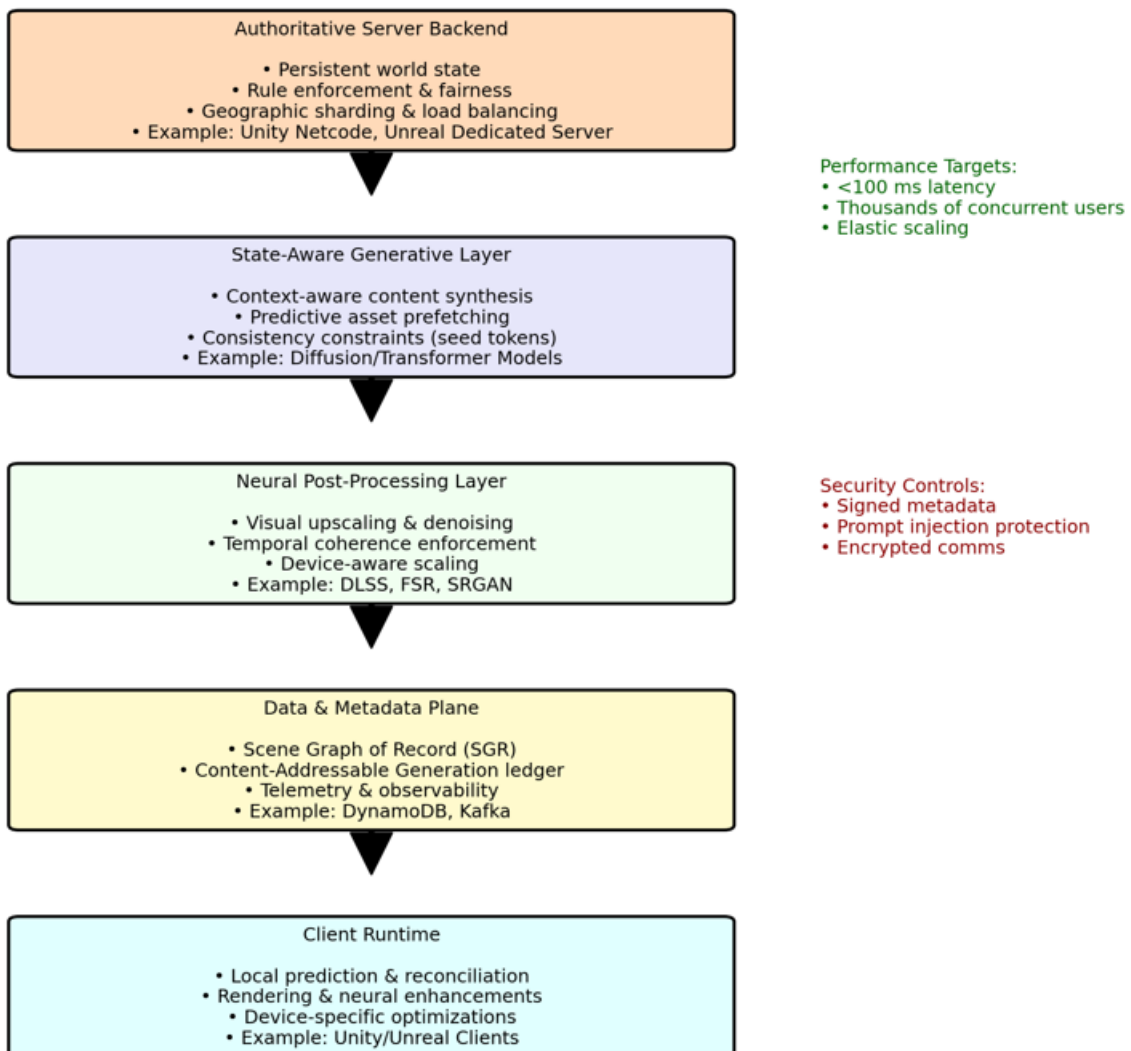 Authoritative Server Backend
• Persistent world state
• Rule enforcement & fairness
• Geographic sharding & load balancing
• Example: Unity Netcode, Unreal Dedicated Server
Performance Targets:
• <100 ms latency
• Thousands of concurrent users
• Elastic scaling
State-Aware Generative Layer
• Context-aware content synthesis
• Predictive asset prefetching
• Consistency constraints (seed tokens)
• Example: Diffusion/Transformer Models
Neural Post-Processing Layer
• Visual upscaling & denoising
• Temporal coherence enforcement
• Device-aware scaling
• Example: DLSS, FSR, SRGAN
Security Controls:
• Signed metadata
• Prompt injection protection
• Encrypted comms
Data & Metadata Plane
• Scene Graph of Record (SGR)
• Content-Addressable Generation ledger
• Telemetry & observability
• Example: DynamoDB, Kafka
Client Runtime
• Local prediction & reconciliation
• Rendering & neural enhancements
• Device-specific optimizations
• Example: Unity/Unreal Clients